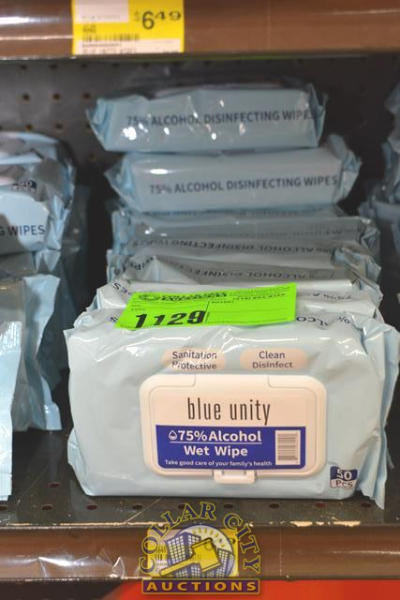 $6.49
75% ALCOHOL DISINFECTING WIPES
75% ALCOHOL DISINFECTING WIPES
WIPES
1129
Sanitation Protective
Clean Disinfect
blue unity
75% Alcohol
Wet Wipe
Take good care of your family's health
50
Pcs
COLLAR CITY
AUCTIONS